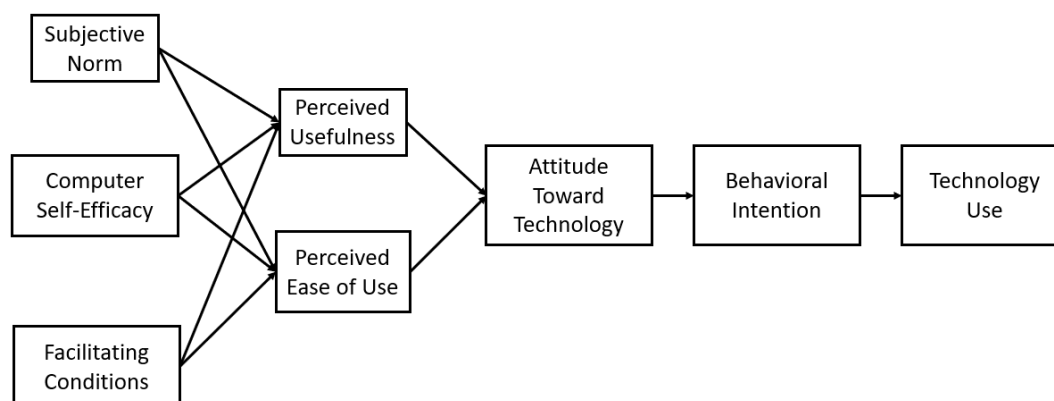 Subjective
Norm
Computer
Self-Efficacy
Facilitating
Conditions
Perceived
Usefulness
Perceived
Ease of Use
Attitude
Toward
Technology
Behavioral
Intention
Technology
Use